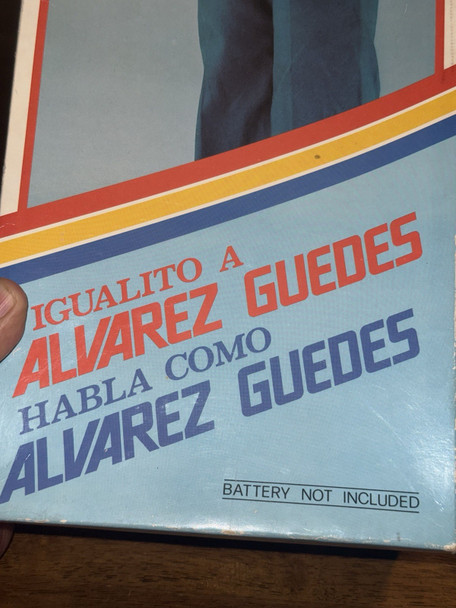 IGUALITO A
ALVAREZ GUEDES
HABLA COMO
ALVAREZ GUEDES
BATTERY NOT INCLUDED